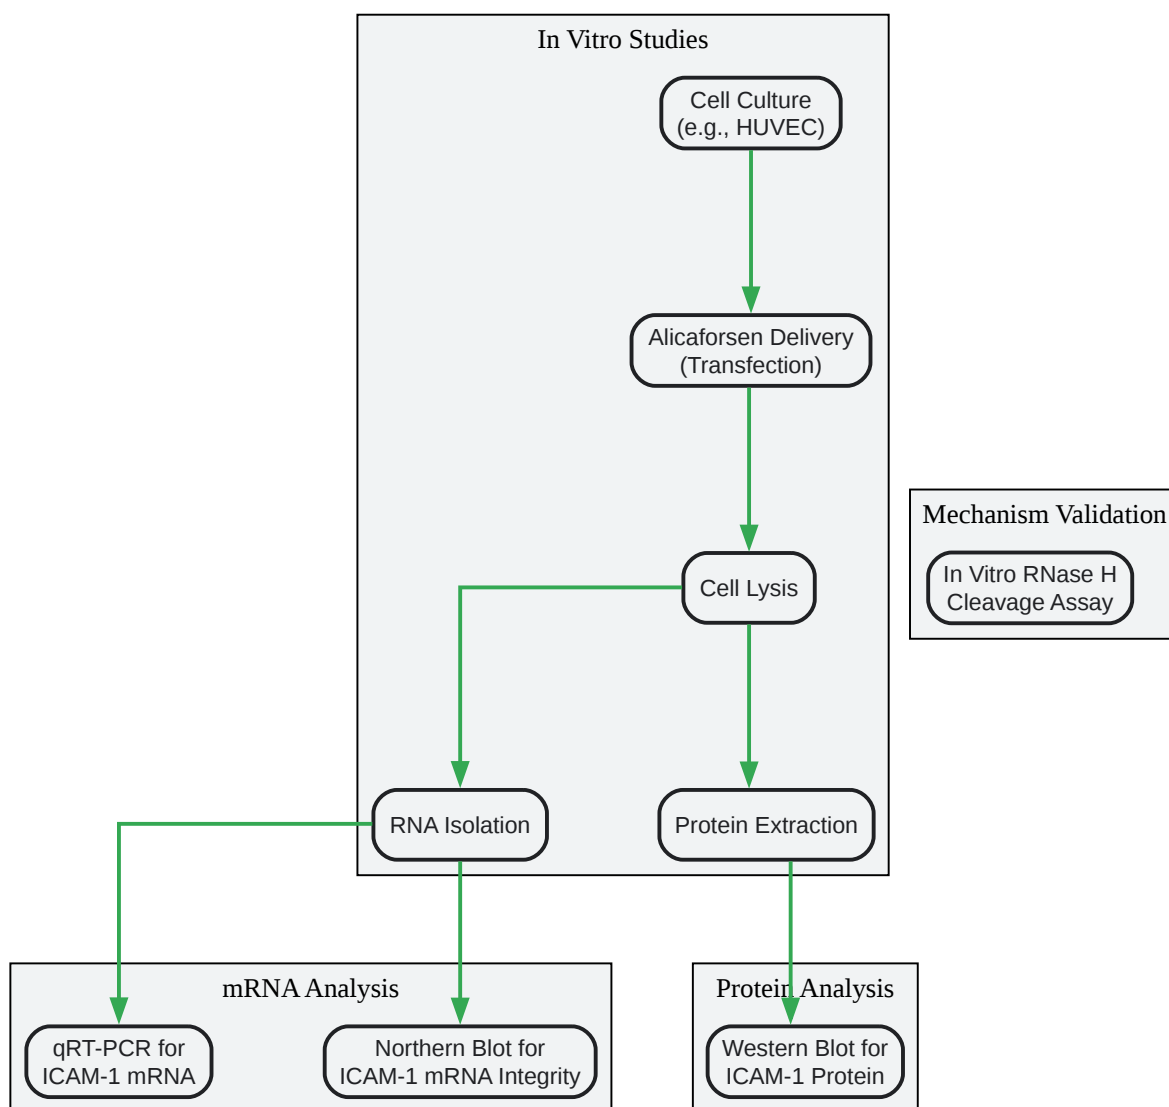 In Vitro Studies
Cell Culture
(e.g., HUVEC)
Alicaforsen Delivery
(Transfection)
Cell Lysis
Mechanism Validation
In Vitro RNase H
Cleavage Assay
RNA Isolation
Protein Extraction
mRNA Analysis
qRT-PCR for
ICAM-1 mRNA
Northern Blot for
ICAM-1 mRNA Integrity
Protein Analysis
Western Blot for
ICAM-1 Protein